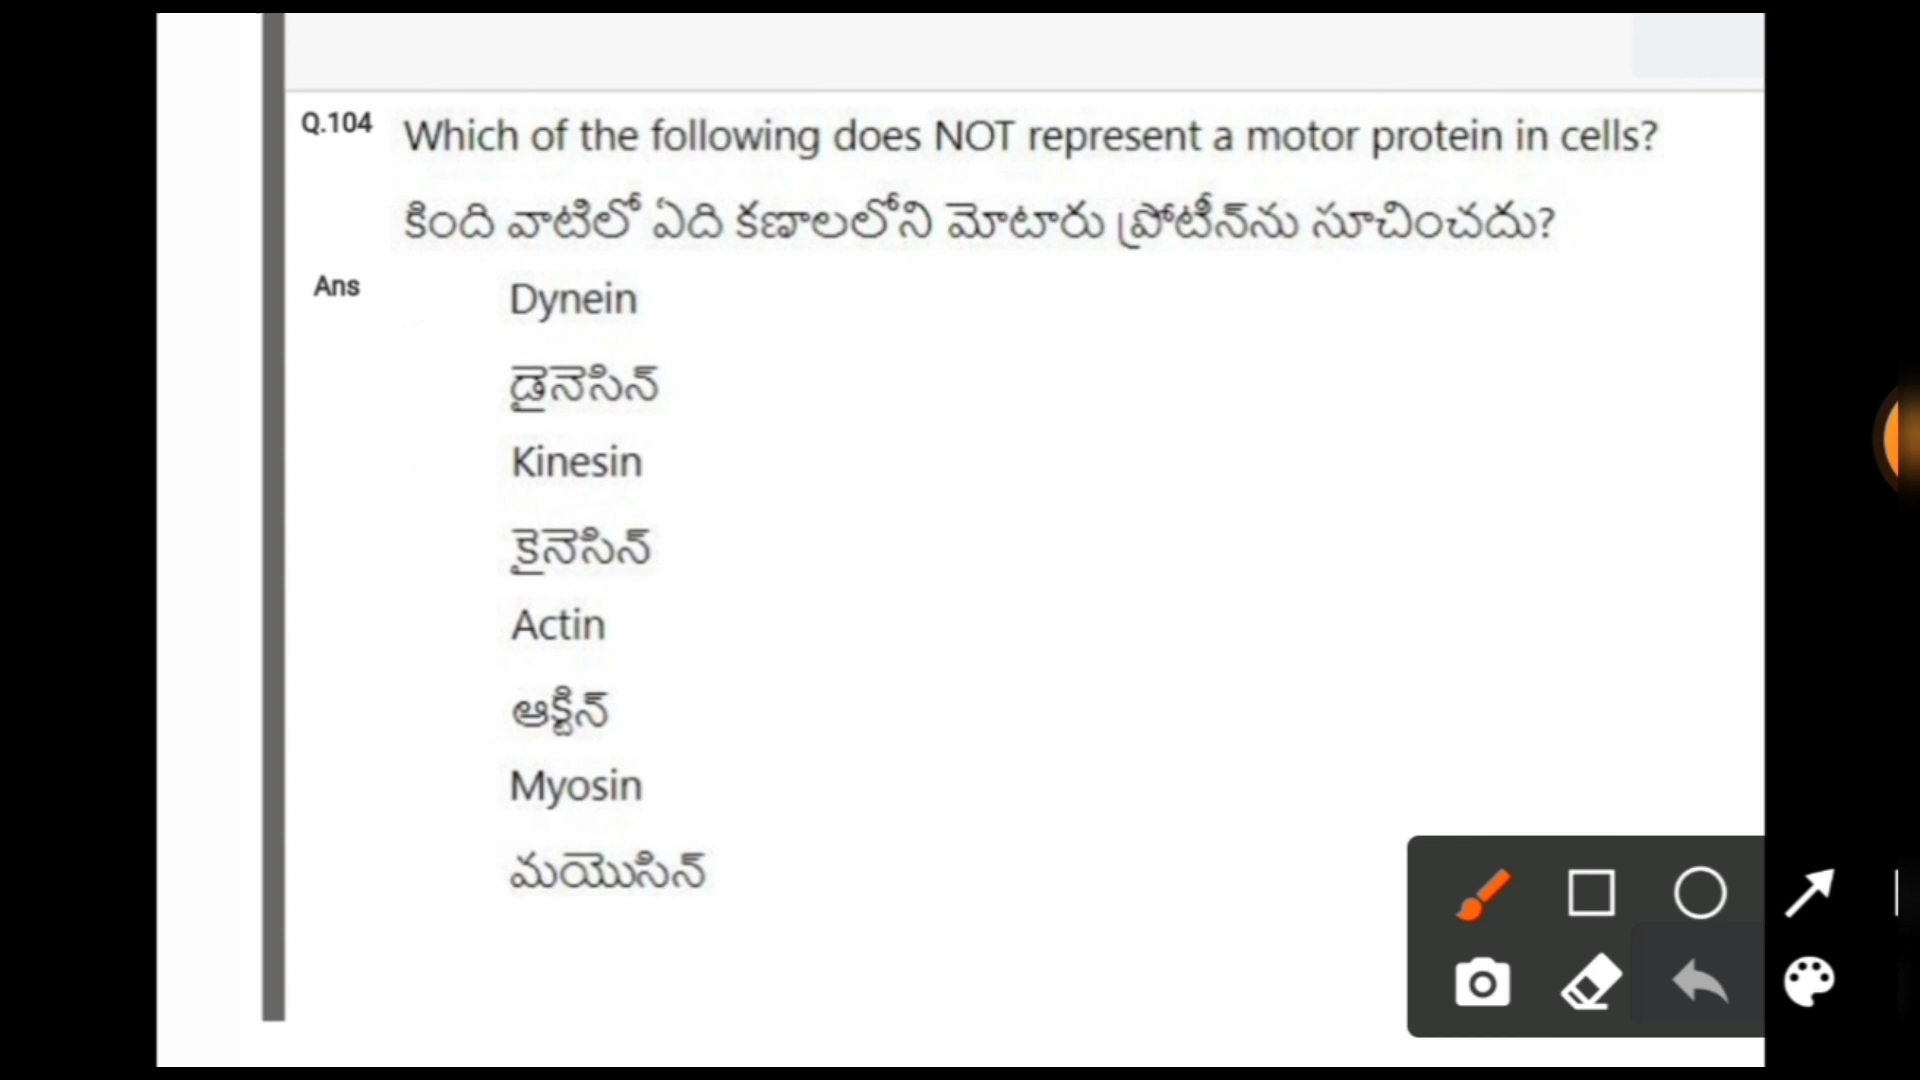 Q.104 Which of the following does NOT represent a motor protein in cells?
కింది వాటిలో ఏది కణాలలోని మోటారు ప్రోటీన్‌ను సూచించదు?
Ans Dynein
డైనెసిన్
Kinesin
కైనెసిన్
Actin
ఆక్టిన్
Myosin
మయొసిన్